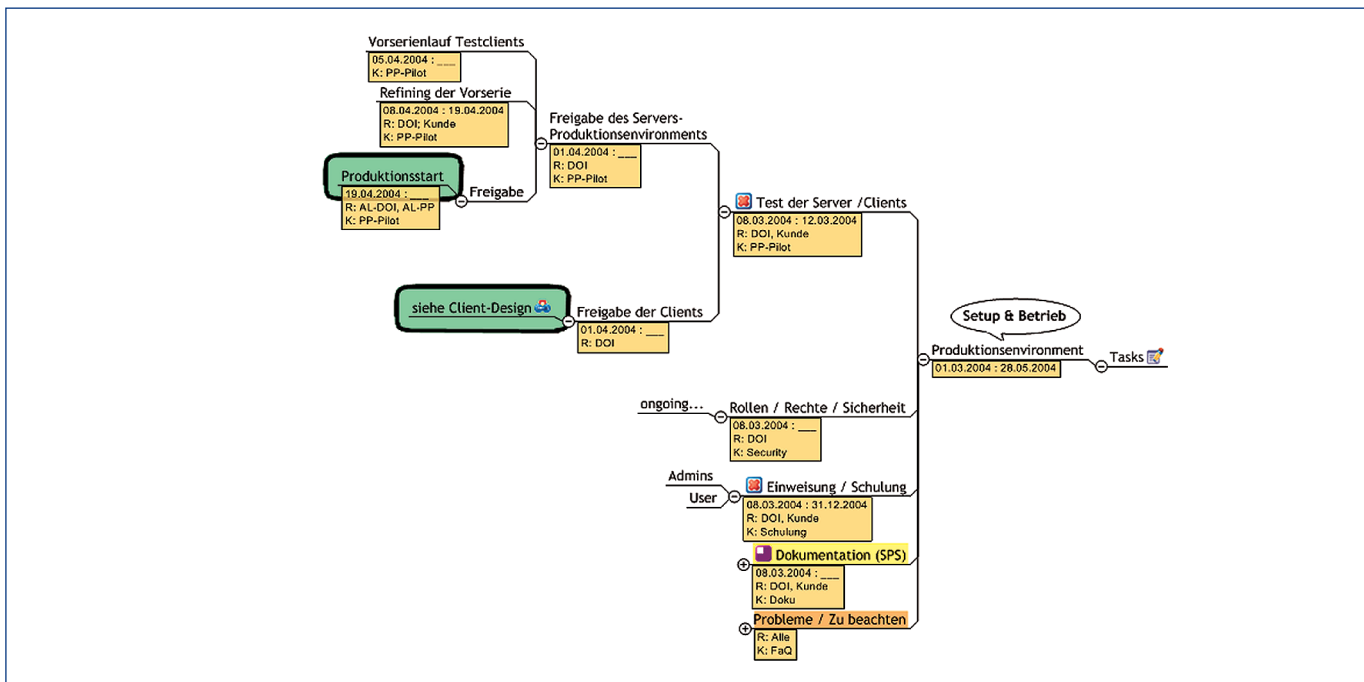 Vorserienlauf Testclients
05.04.2004 : ___
K: PP-Pilot
Refining der Vorserie
08.04.2004 : 19.04.2004
R: DOI; Kunde
K: PP-Pilot
Produktionsstart
19.04.2004 : ___
R: AL-DOI, AL-PP
K: PP-Pilot
Freigabe
Freigabe des Servers-
Produktionsenvironments
01.04.2004 : ___
R: DOI
K: PP-Pilot
siehe Client-Design
Freigabe der Clients
01.04.2004 : ___
R: DOI
Test der Server /Clients
08.03.2004 : 12.03.2004
R: DOI, Kunde
K: PP-Pilot
Setup & Betrieb
Produktionsenvironment
01.03.2004 : 28.05.2004
Tasks
ongoing...
Rollen / Rechte / Sicherheit
08.03.2004 : ___
R: DOI
K: Security
Admins
User
Einweisung / Schulung
08.03.2004 : 31.12.2004
R: DOI, Kunde
K: Schulung
Dokumentation (SPS)
08.03.2004 : ___
R: DOI, Kunde
K: Doku
Probleme / Zu beachten
R: Alle
K: FaQ